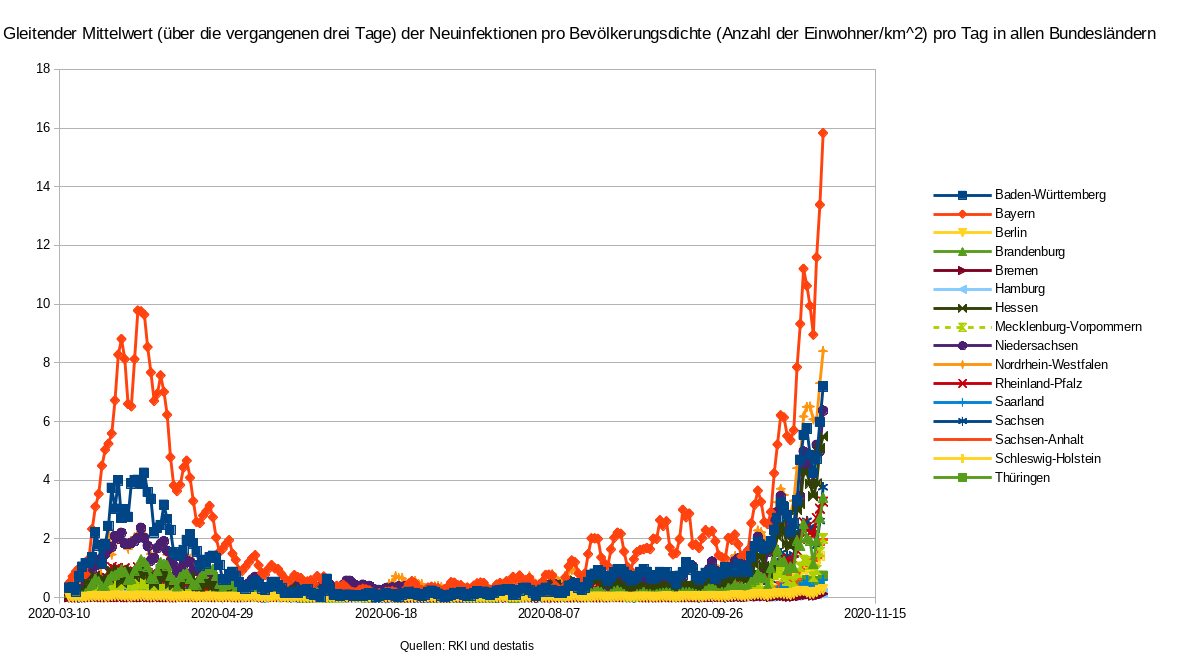 Gleitender Mittelwert (über die vergangenen drei Tage) der Neuinfektionen pro Bevölkerungsdichte (Anzahl der Einwohner/km^2) pro Tag in allen Bundesländern
18
16
14
12
10
8
6
4
2
0
2020-03-10 2020-04-29 2020-06-18 2020-08-07 2020-09-26 2020-11-15
Quellen: RKI und destatis
Baden-Württemberg
Bayern
Berlin
Brandenburg
Bremen
Hamburg
Hessen
Mecklenburg-Vorpommern
Niedersachsen
Nordrhein-Westfalen
Rheinland-Pfalz
Saarland
Sachsen
Sachsen-Anhalt
Schleswig-Holstein
Thüringen